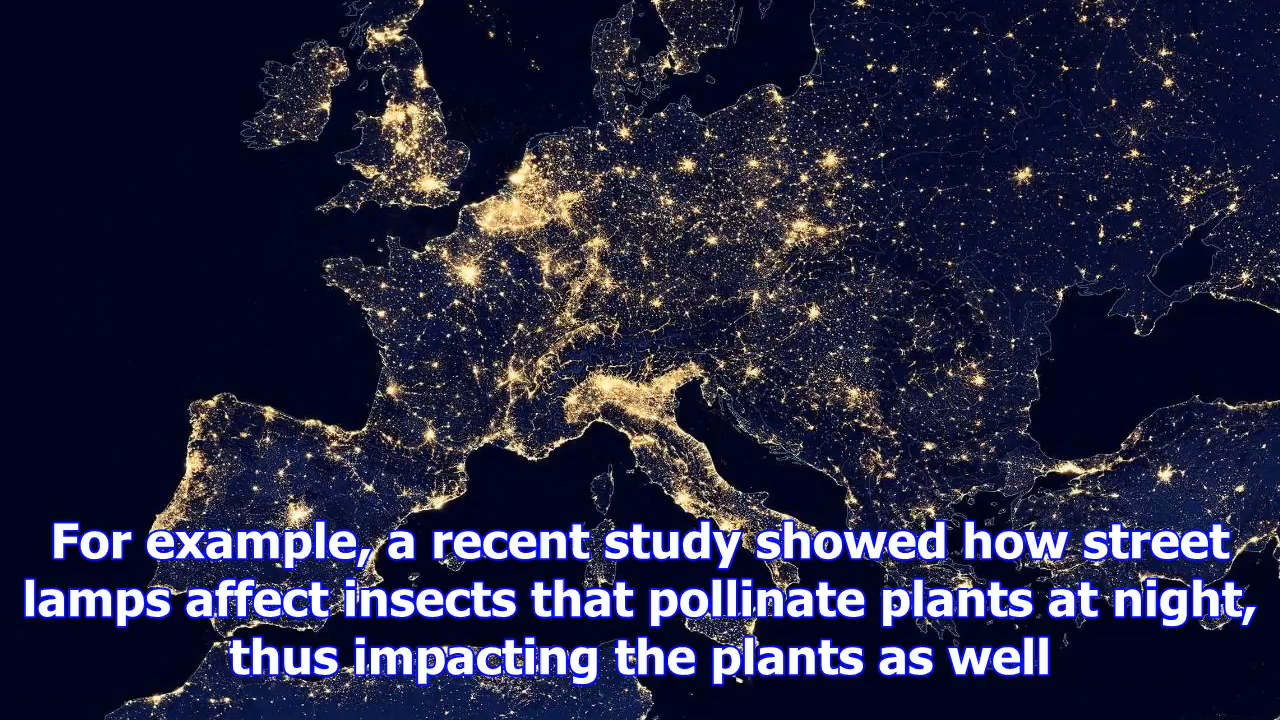 For example, a recent study showed how street
lamps affect insects that pollinate plants at night,
thus impacting the plants as well